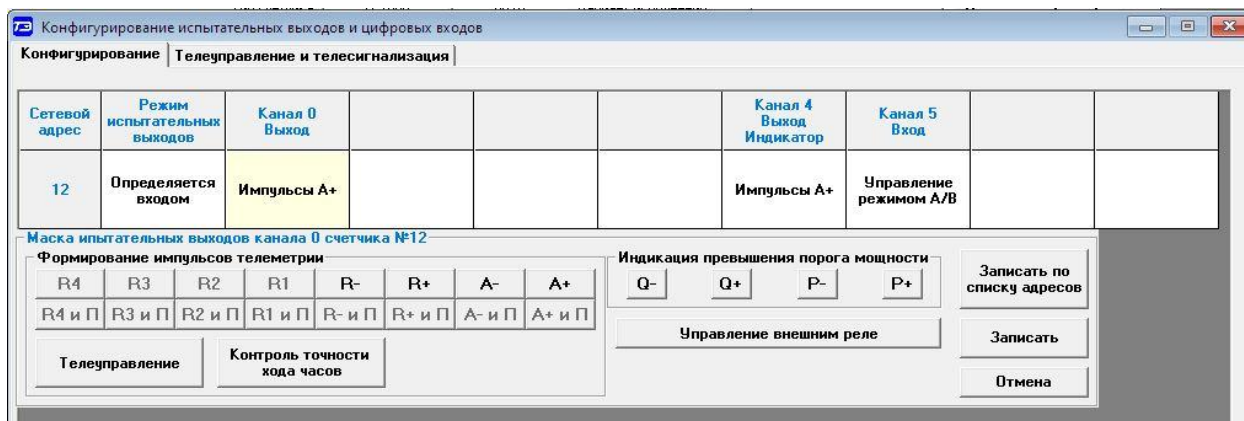 ТЭ Конфигурирование испытательных выходов и цифровых входов
Конфигурирование Телеуправление и телесигнализация
Сетевой адрес
Режим испытательных выходов
Канал 0 Выход
Канал 4 Выход Индикатор
Канал 5 Вход
12
Определяется входом
Импульсы А+
Импульсы А+
Управление режимом А/В
Маска ипытательных выходов канала 0 счетчика №12
Формирование импульсов телеметрии
R4 R3 R2 R1 R- R+ A- A+
R4 и П R3 и П R2 и П R1 и П R- и П R+ и П A- и П A+ и П
Телеуправление
Контроль точности хода часов
Индикация превышения порога мощности
Q- Q+ P- P+
Управление внешним реле
Записать по списку адресов
Записать
Отмена